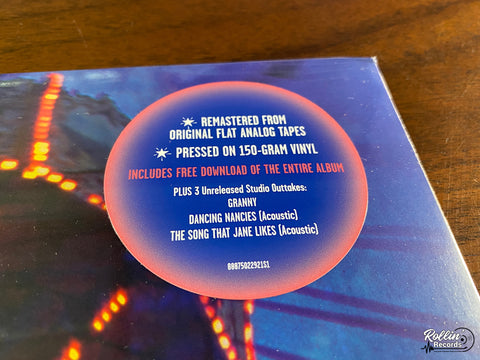 REMASTERED FROM
ORIGINAL FLAT ANALOG TAPES
PRESSED ON 150-GRAM VINYL
INCLUDES FREE DOWNLOAD OF THE ENTIRE ALBUM
PLUS 3 Unreleased Studio Outtakes:
GRANNY
DANCING NANCIES (Acoustic)
THE SONG THAT JANE LIKES (Acoustic)
88875022921S1
Rollin'
Records